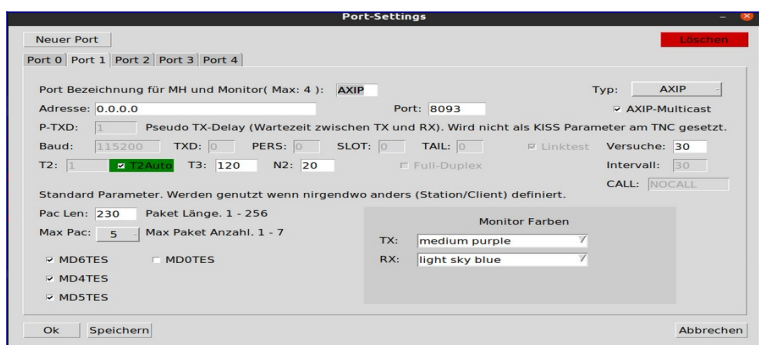 Port-Settings
Neuer Port Löschen
Port 0 Port 1 Port 2 Port 3 Port 4
Port Bezeichnung für MH und Monitor( Max: 4 ): AXIP Typ: AXIP
Adresse: 0.0.0.0 Port: 8093 AXIP-Multicast
P-TXD: 1 Pseudo TX-Delay (Wartezeit zwischen TX und RX). Wird nicht als KISS Parameter am TNC gesetzt.
Baud: 115200 TXD: 0 PERS: 0 SLOT: 0 TAIL: 0 Linktest Versuche: 30
T2: 1 T2Auto T3: 120 N2: 20 Full-Duplex Intervall: 30
CALL: NOCALL
Standard Parameter. Werden genutzt wenn nirgendwo anders (Station/Client) definiert.
Pac Len: 230 Paket Länge. 1 - 256
Monitor Farben
Max Pac: 5 Max Paket Anzahl. 1 - 7
TX: medium purple
MD6TES MD0TES RX: light sky blue
MD4TES
MD5TES
Ok Speichern Abbrechen